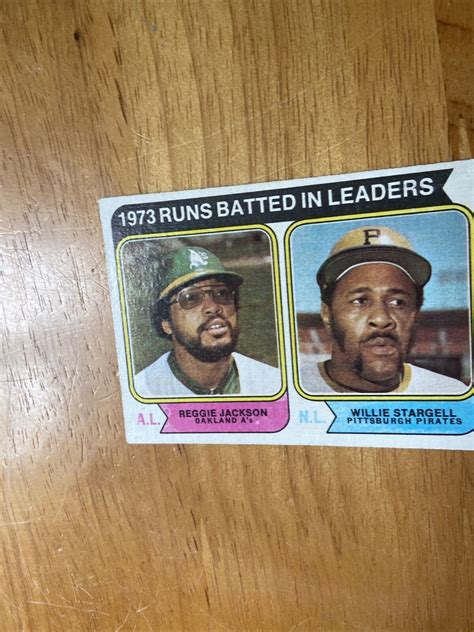 1973 RUNS BATTED IN LEADERS
A's
P
A.L.
REGGIE JACKSON
OAKLAND A's
N.L.
WILLIE STARGELL
PITTSBURGH PIRATES